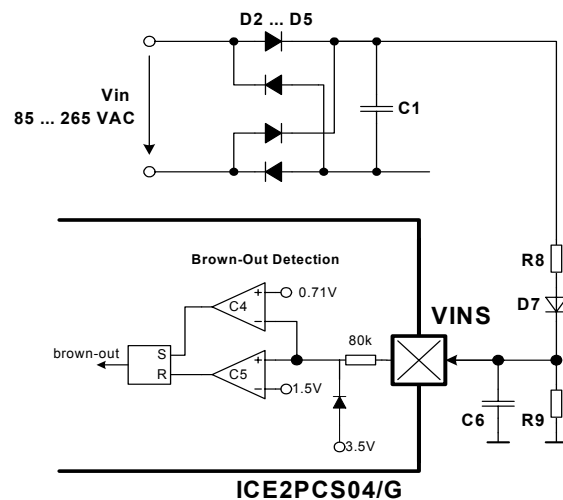 D2 ... D5
Vin
85 ... 265 VAC
C1
R8
Brown-Out Detection
D7
0.71V
VINS
C4
80k
brown-out
S
R
C5
1.5V
C6
R9
3.5V
ICE2PCS04/G